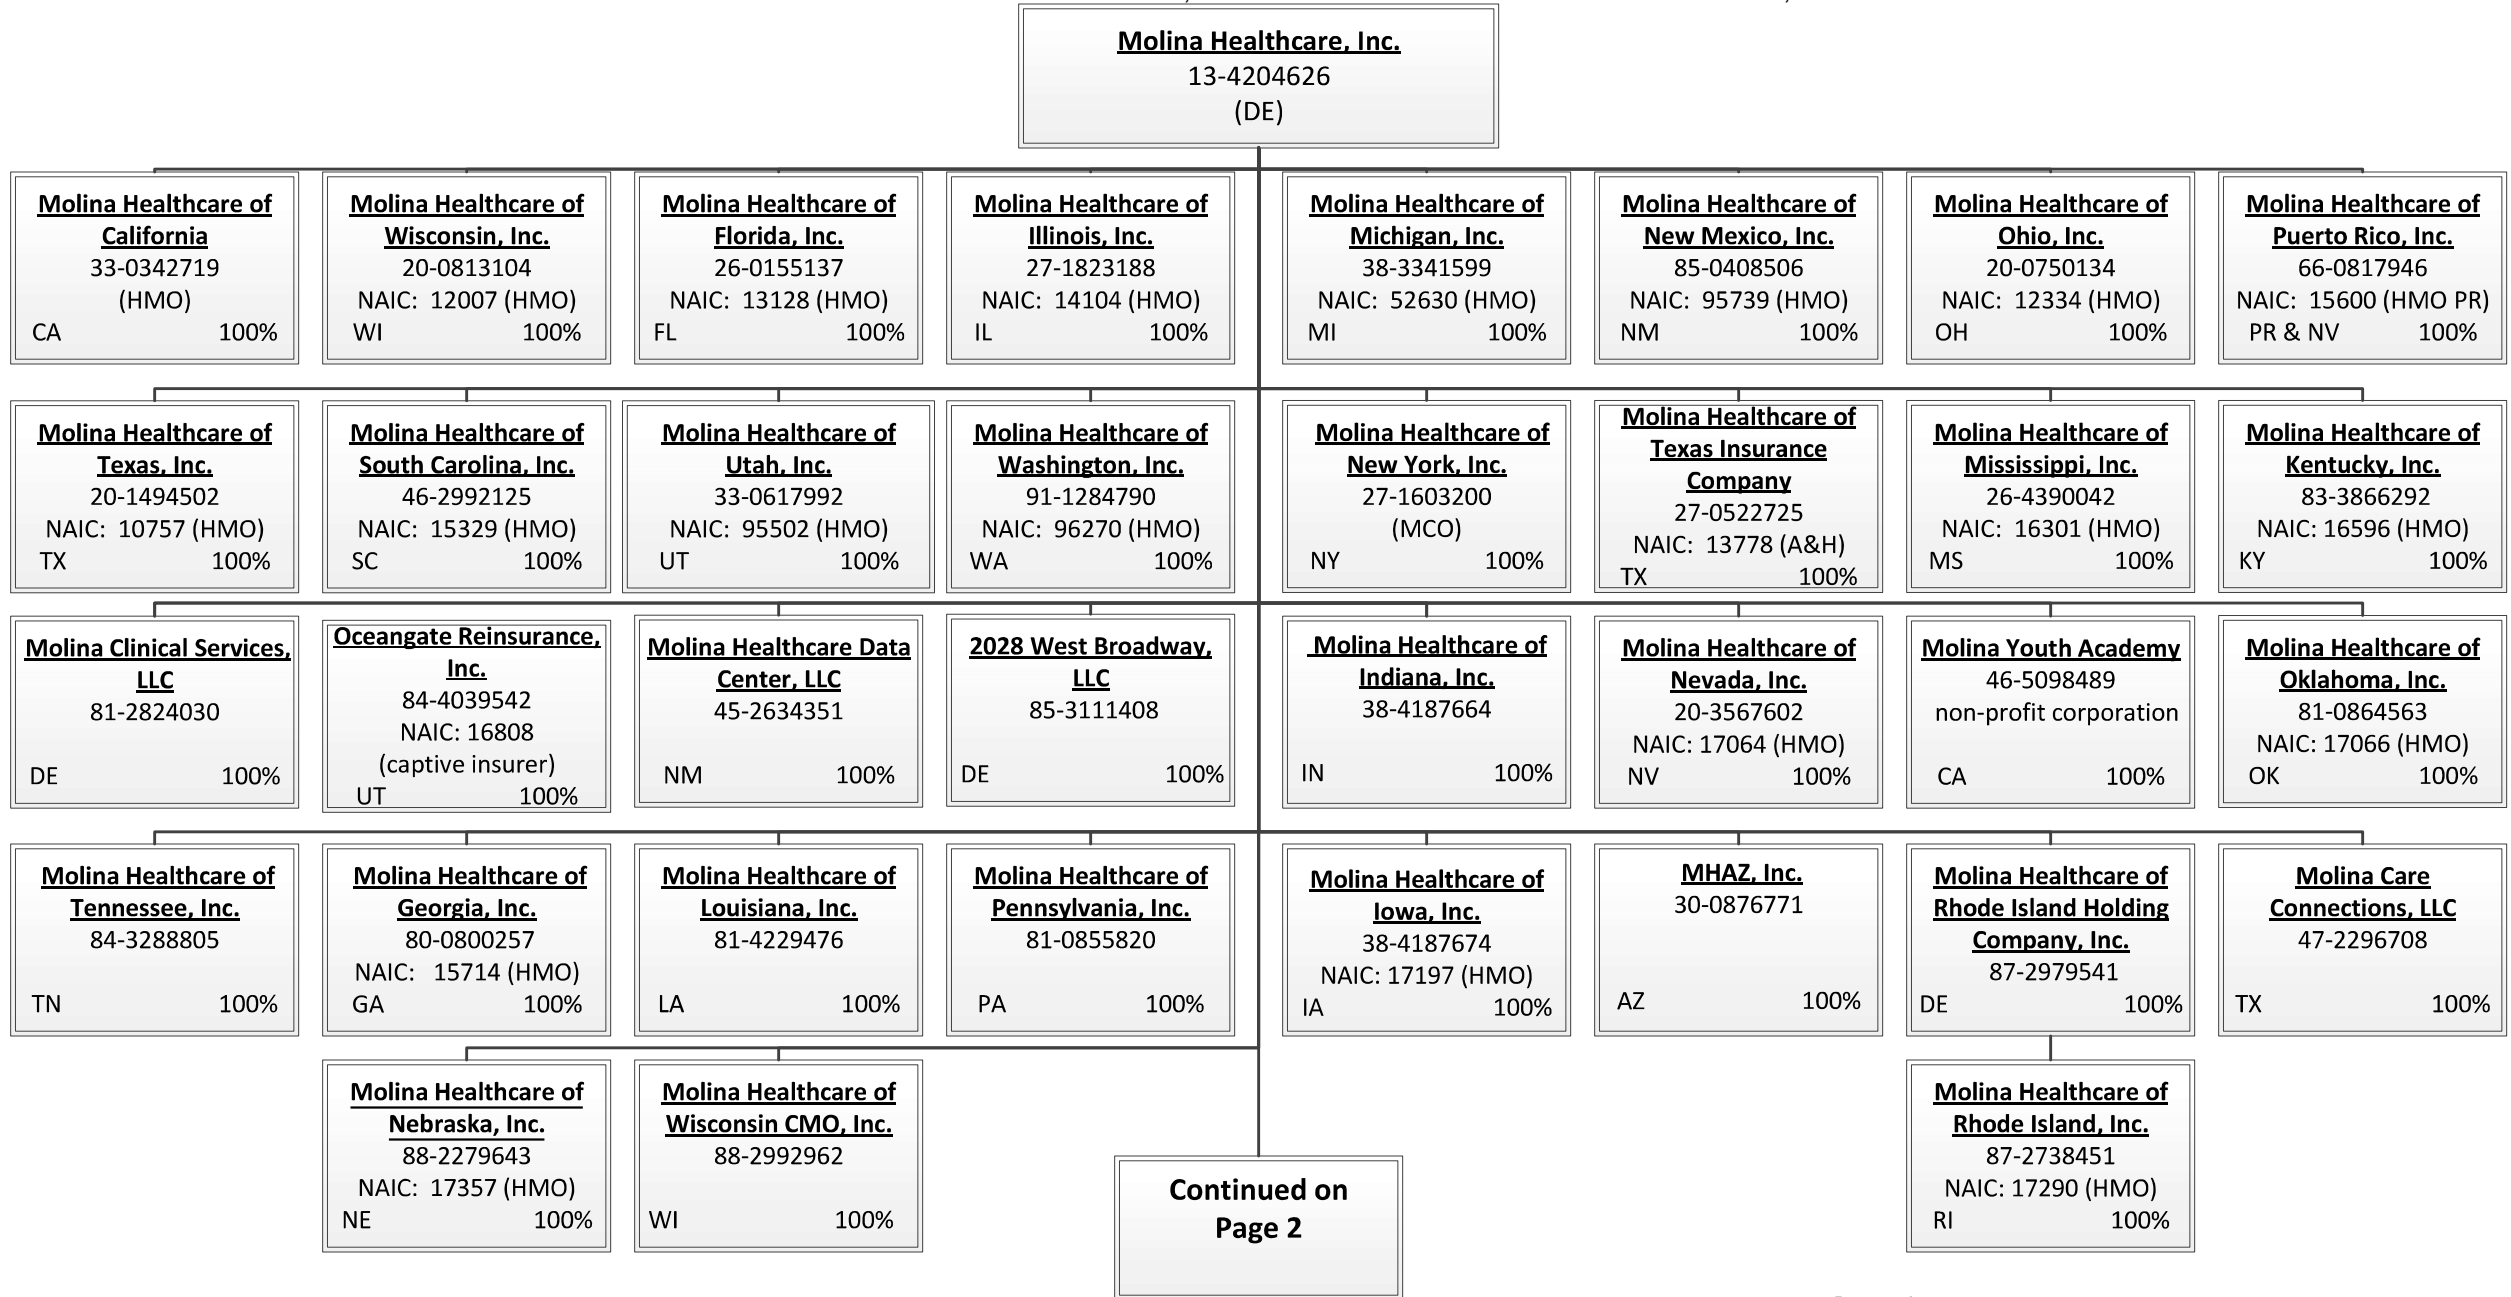 Molina Healthcare, Inc.
13-4204626
(DE)
Molina Healthcare of
California
33-0342719
(HMO)
CA 100%
Molina Healthcare of
Wisconsin, Inc.
20-0813104
NAIC: 12007 (HMO)
WI 100%
Molina Healthcare of
Florida, Inc.
26-0155137
NAIC: 13128 (HMO)
FL 100%
Molina Healthcare of
Illinois, Inc.
27-1823188
NAIC: 14104 (HMO)
IL 100%
Molina Healthcare of
Michigan, Inc.
38-3341599
NAIC: 52630 (HMO)
MI 100%
Molina Healthcare of
New Mexico, Inc.
85-0408506
NAIC: 95739 (HMO)
NM 100%
Molina Healthcare of
Ohio, Inc.
20-0750134
NAIC: 12334 (HMO)
OH 100%
Molina Healthcare of
Puerto Rico, Inc.
66-0817946
NAIC: 15600 (HMO PR)
PR & NV 100%
Molina Healthcare of
Texas, Inc.
20-1494502
NAIC: 10757 (HMO)
TX 100%
Molina Healthcare of
South Carolina, Inc.
46-2992125
NAIC: 15329 (HMO)
SC 100%
Molina Healthcare of
Utah, Inc.
33-0617992
NAIC: 95502 (HMO)
UT 100%
Molina Healthcare of
Washington, Inc.
91-1284790
NAIC: 96270 (HMO)
WA 100%
Molina Healthcare of
New York, Inc.
27-1603200
(MCO)
NY 100%
Molina Healthcare of
Texas Insurance
Company
27-0522725
NAIC: 13778 (A&H)
TX 100%
Molina Healthcare of
Mississippi, Inc.
26-4390042
NAIC: 16301 (HMO)
MS 100%
Molina Healthcare of
Kentucky, Inc.
83-3866292
NAIC: 16596 (HMO)
KY 100%
Molina Clinical Services,
LLC
81-2824030
DE 100%
Oceangate Reinsurance,
Inc.
84-4039542
NAIC: 16808
(captive insurer)
UT 100%
Molina Healthcare Data
Center, LLC
45-2634351
NM 100%
2028 West Broadway,
LLC
85-3111408
DE 100%
Molina Healthcare of
Indiana, Inc.
38-4187664
IN 100%
Molina Healthcare of
Nevada, Inc.
20-3567602
NAIC: 17064 (HMO)
NV 100%
Molina Youth Academy
46-5098489
non-profit corporation
CA 100%
Molina Healthcare of
Oklahoma, Inc.
81-0864563
NAIC: 17066 (HMO)
OK 100%
Molina Healthcare of
Tennessee, Inc.
84-3288805
TN 100%
Molina Healthcare of
Georgia, Inc.
80-0800257
NAIC: 15714 (HMO)
GA 100%
Molina Healthcare of
Louisiana, Inc.
81-4229476
LA 100%
Molina Healthcare of
Pennsylvania, Inc.
81-0855820
PA 100%
Molina Healthcare of
Iowa, Inc.
38-4187674
NAIC: 17197 (HMO)
IA 100%
MHAZ, Inc.
30-0876771
AZ 100%
Molina Healthcare of
Rhode Island Holding
Company, Inc.
87-2979541
DE 100%
Molina Care
Connections, LLC
47-2296708
TX 100%
Molina Healthcare of
Nebraska, Inc.
88-2279643
NAIC: 17357 (HMO)
NE 100%
Molina Healthcare of
Wisconsin CMO, Inc.
88-2992962
WI 100%
Continued on
Page 2
Molina Healthcare of
Rhode Island, Inc.
87-2738451
NAIC: 17290 (HMO)
RI 100%